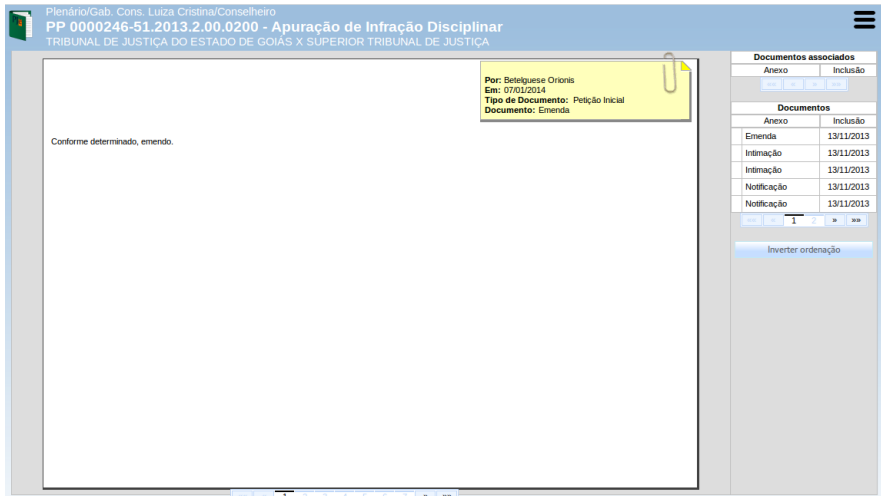 Plenário/Gab. Cons. Luiza Cristina/Conselheiro
PP 0000246-51.2013.2.00.0200 - Apuração de Infração Disciplinar
TRIBUNAL DE JUSTIÇA DO ESTADO DE GOIÁS X SUPERIOR TRIBUNAL DE JUSTIÇA
Por: Betelguese Orionis
Em: 07/01/2014
Tipo de Documento: Petição Inicial
Documento: Emenda
Conforme determinado, emendo.
Documentos associados
Anexo Inclusão
«« « » »»
Documentos
Anexo Inclusão
Emenda 13/11/2013
Intimação 13/11/2013
Intimação 13/11/2013
Notificação 13/11/2013
Notificação 13/11/2013
«« « 1 2 » »»
Inverter ordenação